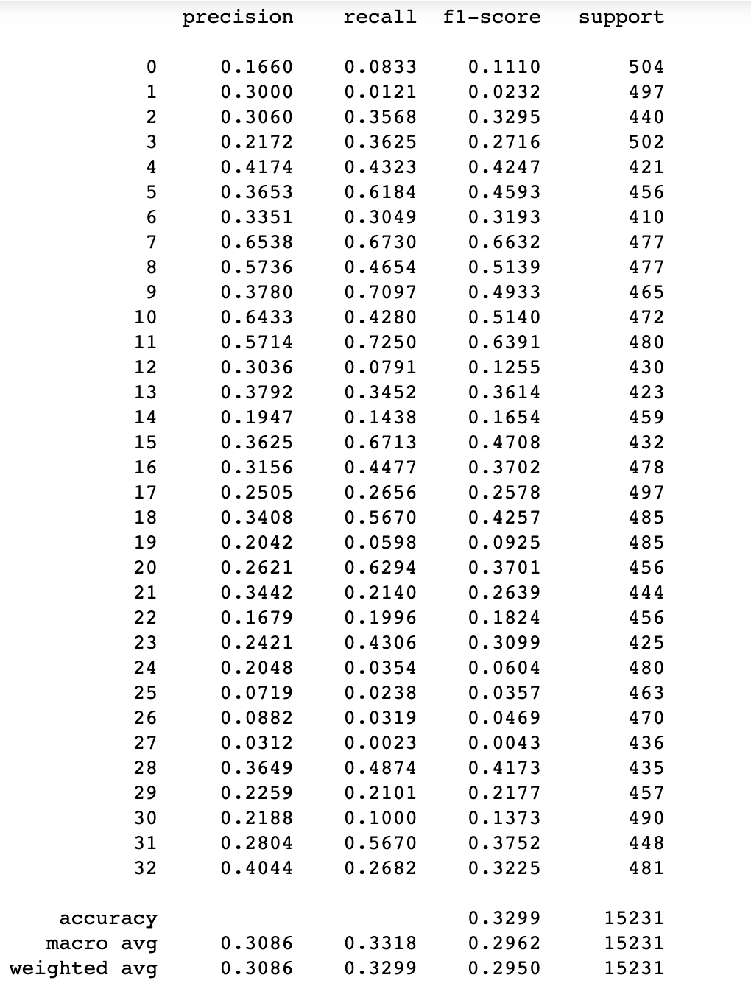 precision recall f1-score support
0 0.1660 0.0833 0.1110 504
1 0.3000 0.0121 0.0232 497
2 0.3060 0.3568 0.3295 440
3 0.2172 0.3625 0.2716 502
4 0.4174 0.4323 0.4247 421
5 0.3653 0.6184 0.4593 456
6 0.3351 0.3049 0.3193 410
7 0.6538 0.6730 0.6632 477
8 0.5736 0.4654 0.5139 477
9 0.3780 0.7097 0.4933 465
10 0.6433 0.4280 0.5140 472
11 0.5714 0.7250 0.6391 480
12 0.3036 0.0791 0.1255 430
13 0.3792 0.3452 0.3614 423
14 0.1947 0.1438 0.1654 459
15 0.3625 0.6713 0.4708 432
16 0.3156 0.4477 0.3702 478
17 0.2505 0.2656 0.2578 497
18 0.3408 0.5670 0.4257 485
19 0.2042 0.0598 0.0925 485
20 0.2621 0.6294 0.3701 456
21 0.3442 0.2140 0.2639 444
22 0.1679 0.1996 0.1824 456
23 0.2421 0.4306 0.3099 425
24 0.2048 0.0354 0.0604 480
25 0.0719 0.0238 0.0357 463
26 0.0882 0.0319 0.0469 470
27 0.0312 0.0023 0.0043 436
28 0.3649 0.4874 0.4173 435
29 0.2259 0.2101 0.2177 457
30 0.2188 0.1000 0.1373 490
31 0.2804 0.5670 0.3752 448
32 0.4044 0.2682 0.3225 481
accuracy 0.3299 15231
macro avg 0.3086 0.3318 0.2962 15231
weighted avg 0.3086 0.3299 0.2950 15231